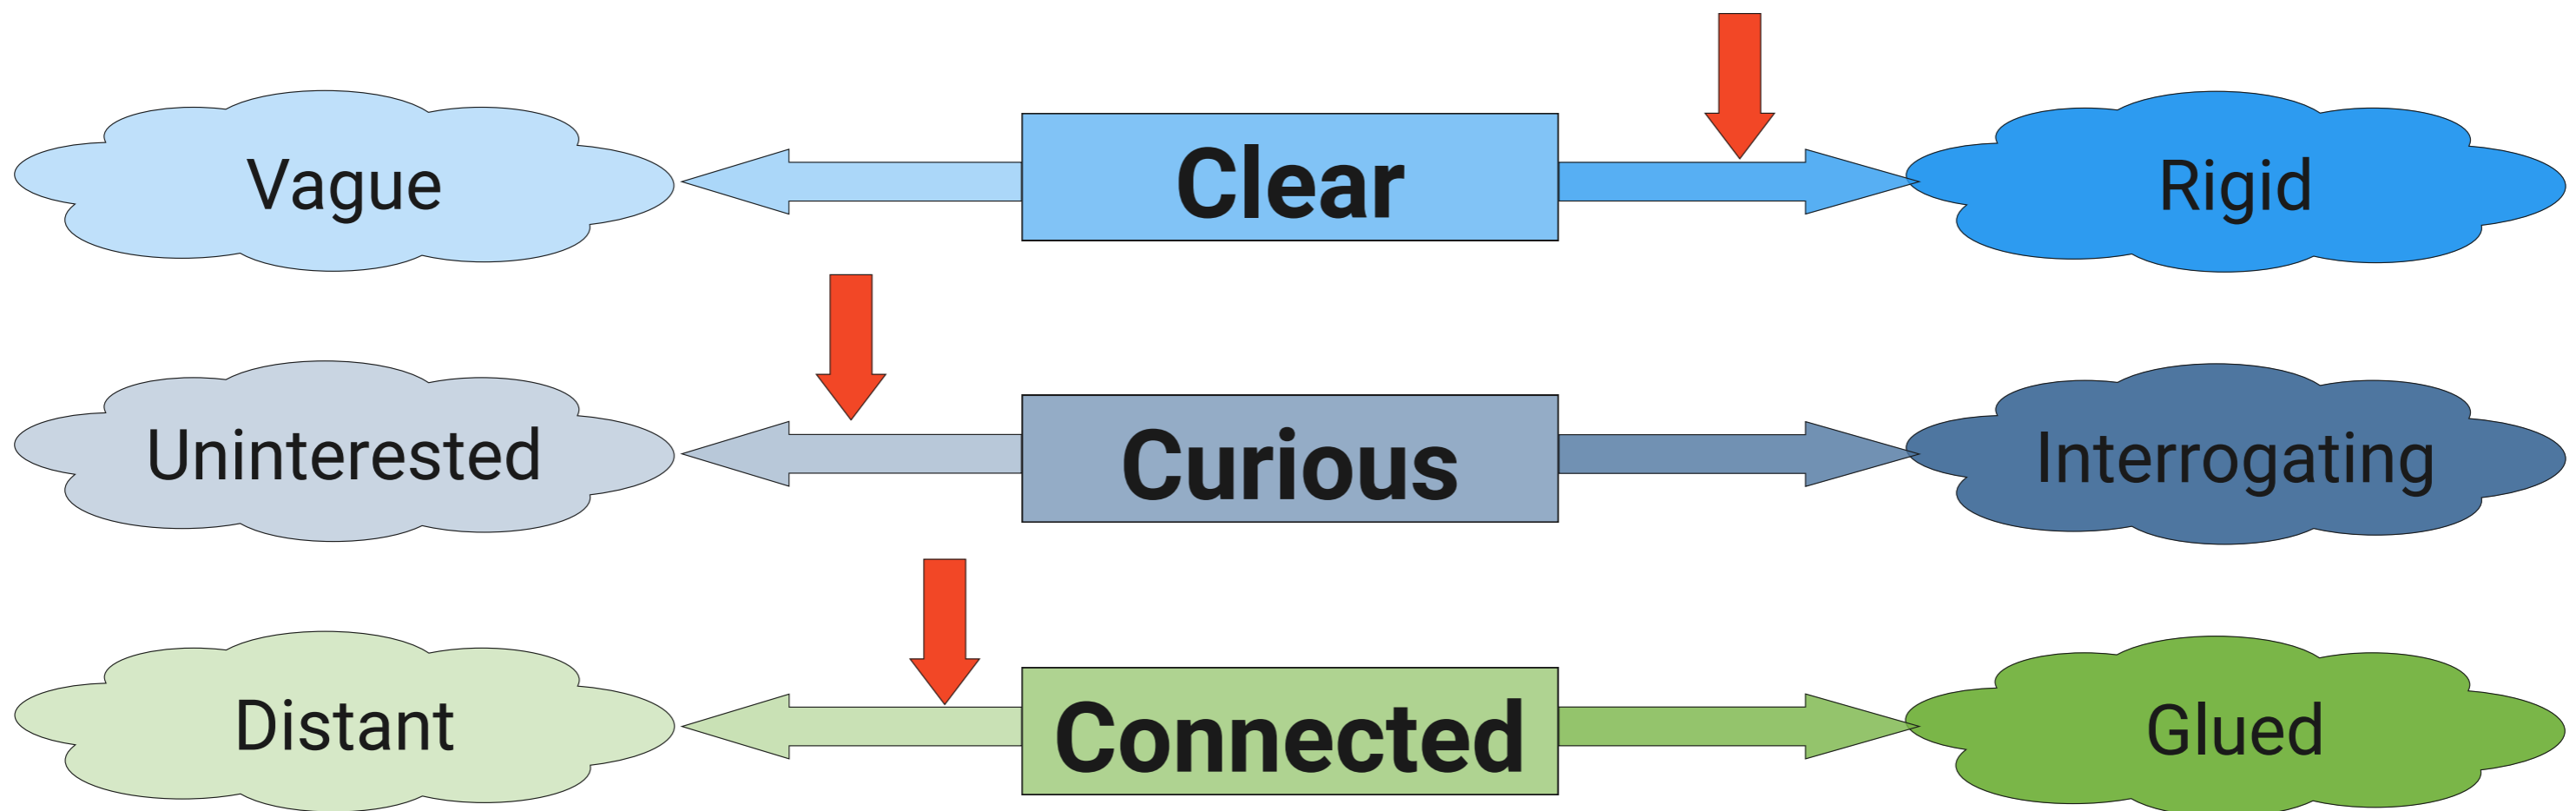 Vague
Clear
Rigid
Uninterested
Curious
Interrogating
Distant
Connected
Glued